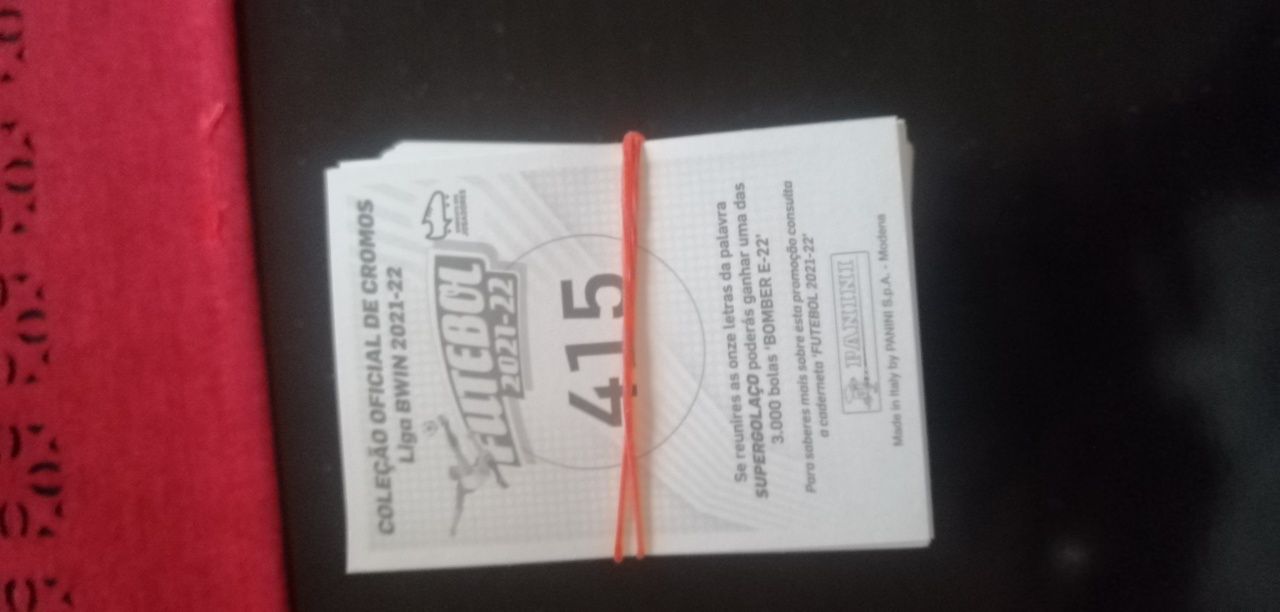 COLEÇÃO OFICIAL DE CROMOS
Liga BWIN 2021-22
FUTEBOL
2021-22
JOGADORES
415
Se reunires as onze letras da palavra
SUPERGOLAÇO poderás ganhar uma das
3.000 bolas 'BOMBER E-22'
Para saberes mais sobre esta promoção consulta
a caderneta 'FUTEBOL 2021-22'
PANINI
Made in Italy by PANINI S.p.A. - Modena